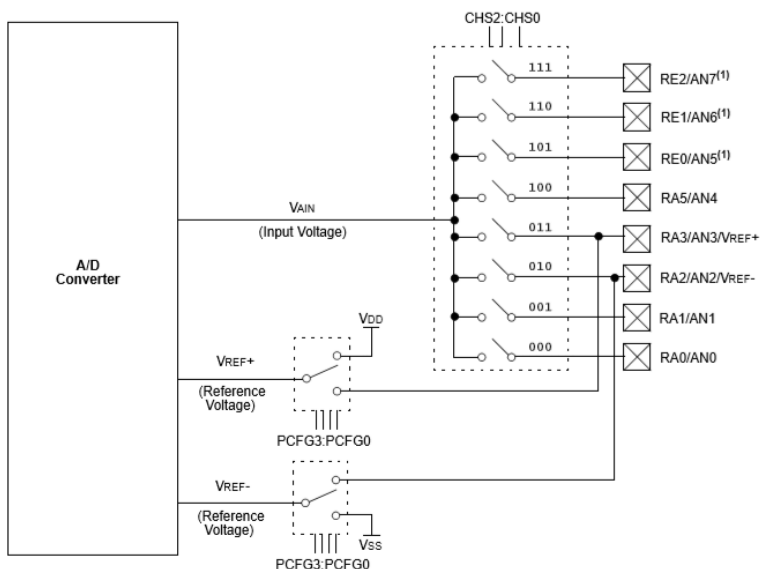 CHS2:CHS0
111
RE2/AN7(1)
110
RE1/AN6(1)
101
RE0/AN5(1)
100
RA5/AN4
VAIN
(Input Voltage)
011
RA3/AN3/VREF+
A/D
Converter
010
RA2/AN2/VREF-
001
RA1/AN1
VDD
000
RA0/AN0
VREF+
(Reference
Voltage)
PCFG3:PCFG0
VREF-
(Reference
Voltage)
VSS
PCFG3:PCFG0